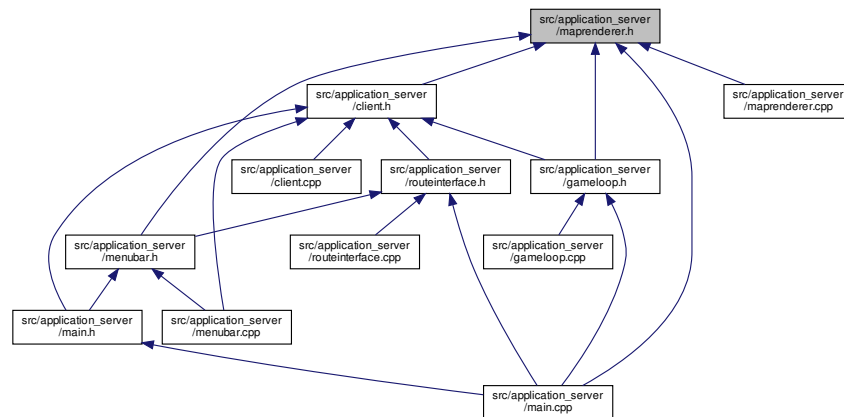 src/application_server
/maprenderer.h
src/application_server
/client.h
src/application_server
/maprenderer.cpp
src/application_server
/client.cpp
src/application_server
/routeinterface.h
src/application_server
/gameloop.h
src/application_server
/menubar.h
src/application_server
/routeinterface.cpp
src/application_server
/gameloop.cpp
src/application_server
/main.h
src/application_server
/menubar.cpp
src/application_server
/main.cpp